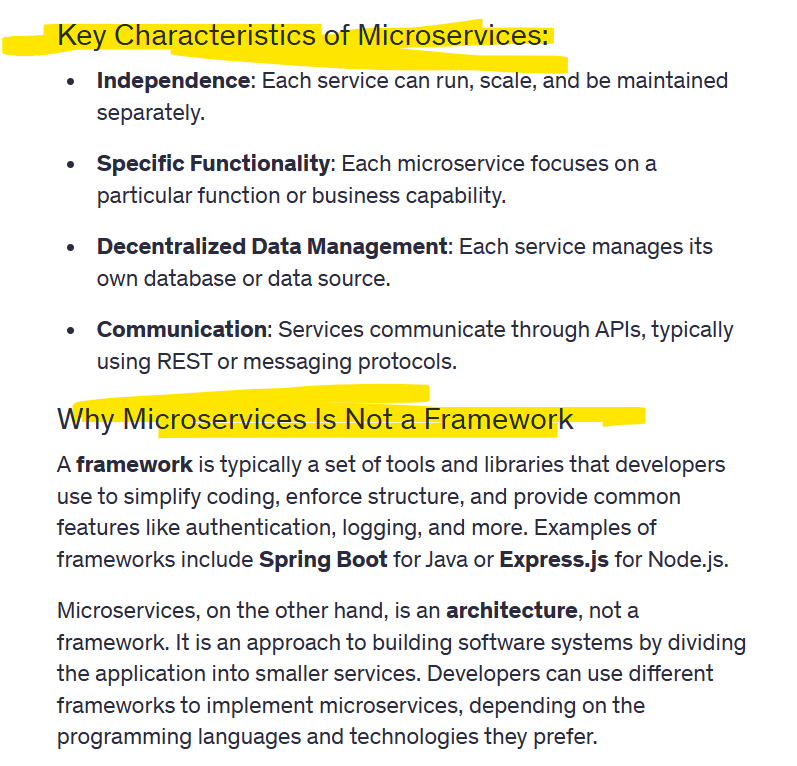 Key Characteristics of Microservices:
• Independence: Each service can run, scale, and be maintained
separately.
• Specific Functionality: Each microservice focuses on a
particular function or business capability.
• Decentralized Data Management: Each service manages its
own database or data source.
• Communication: Services communicate through APIs, typically
using REST or messaging protocols.
Why Microservices Is Not a Framework
A framework is typically a set of tools and libraries that developers
use to simplify coding, enforce structure, and provide common
features like authentication, logging, and more. Examples of
frameworks include Spring Boot for Java or Express.js for Node.js.
Microservices, on the other hand, is an architecture, not a
framework. It is an approach to building software systems by dividing
the application into smaller services. Developers can use different
frameworks to implement microservices, depending on the
programming languages and technologies they prefer.